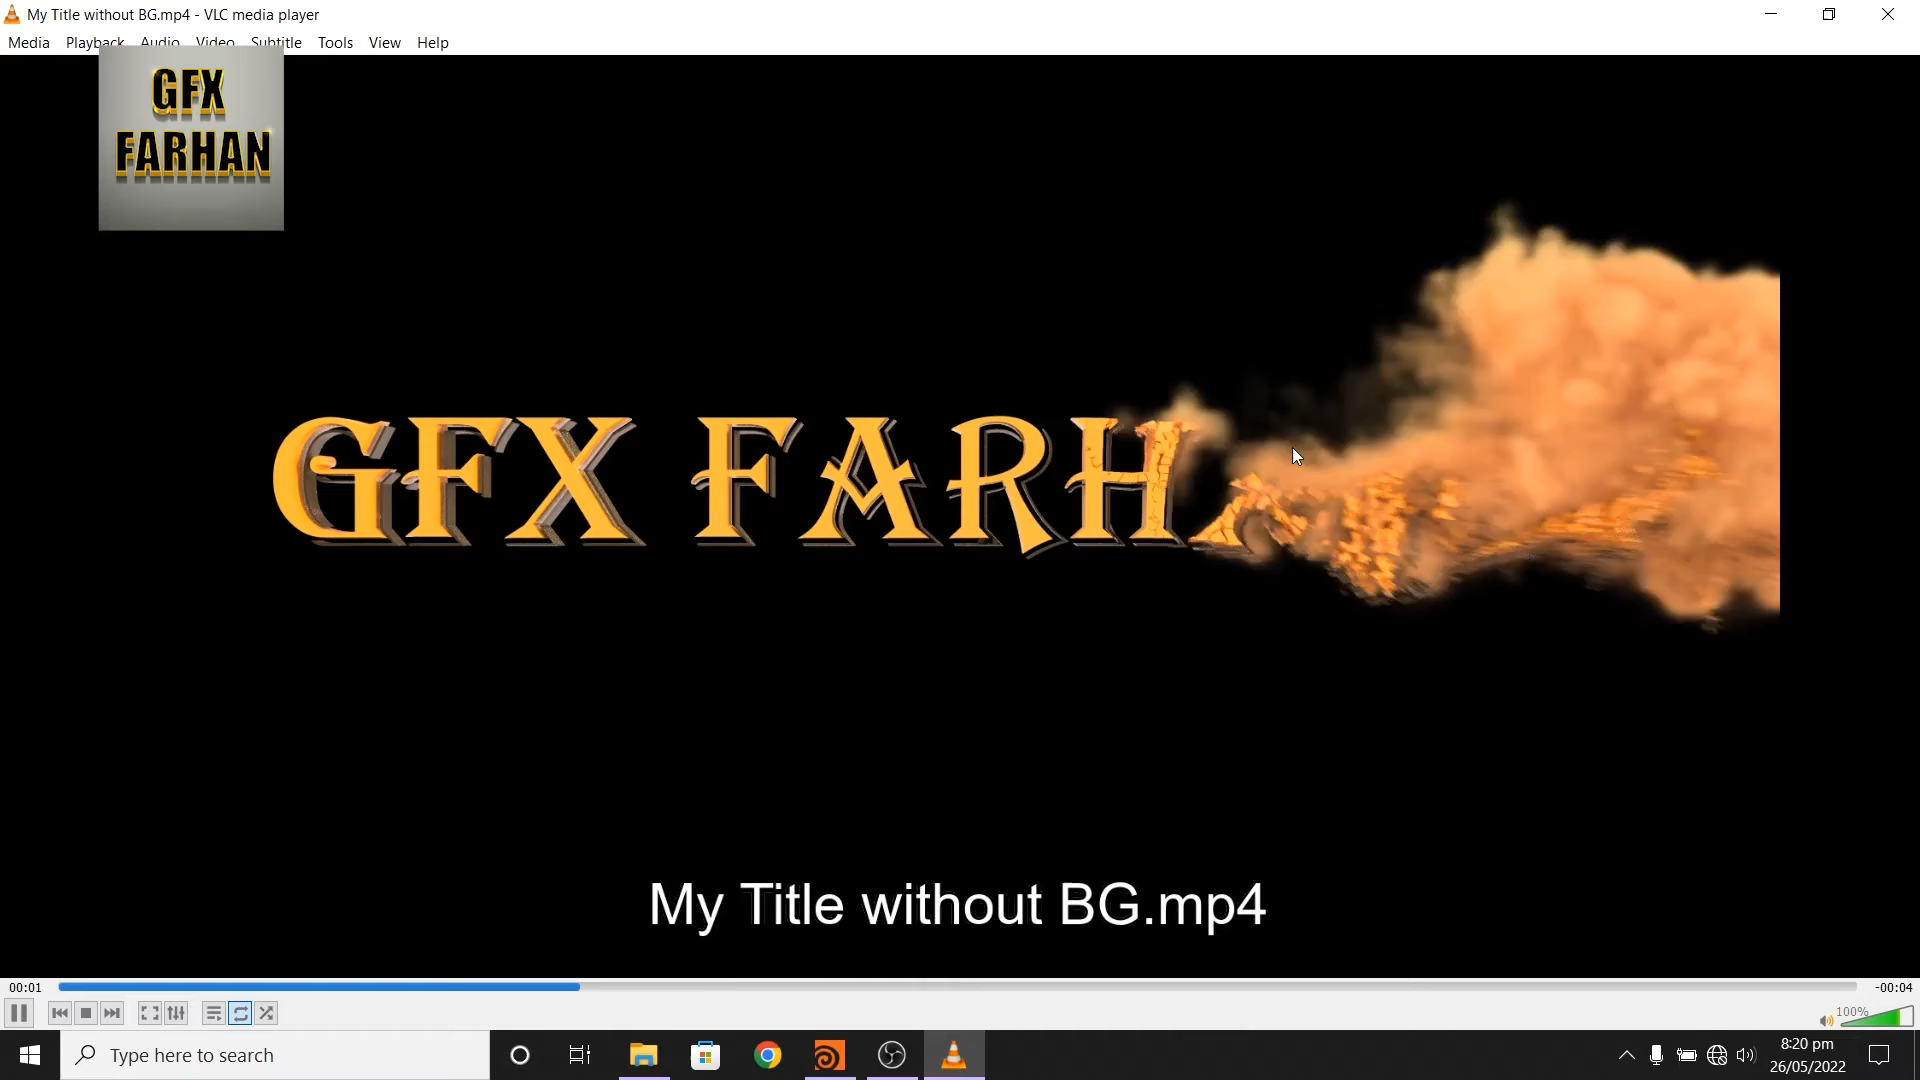 My Title without BG.mp4 - VLC media player
Media Playback Audio Video Subtitle Tools View Help
GFX
FARHAN
GFX FARH
My Title without BG.mp4
00:01
-00:04
100%
Type here to search
8:20 pm
26/05/2022